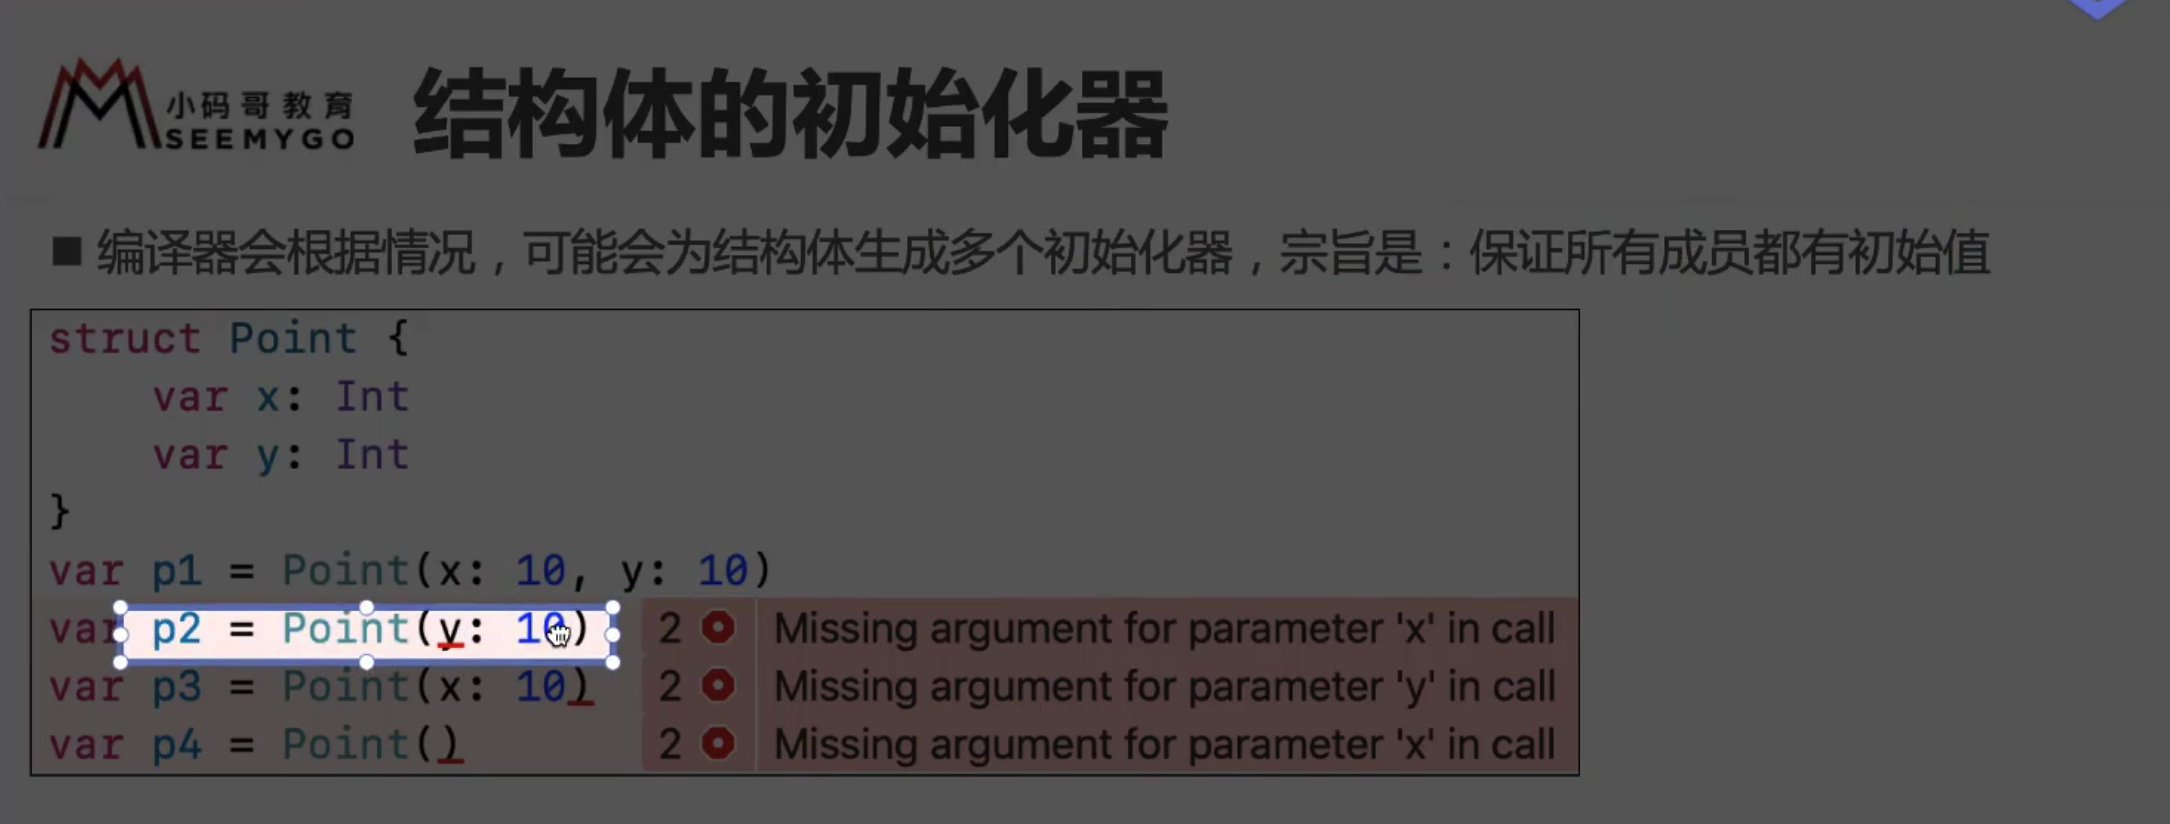 小码哥教育
SEEMYGO
结构体的初始化器
■ 编译器会根据情况，可能会为结构体生成多个初始化器，宗旨是：保证所有成员都有初始值
struct Point {
    var x: Int
    var y: Int
}
var p1 = Point(x: 10, y: 10)
var p2 = Point(y: 10) 2 Missing argument for parameter 'x' in call
var p3 = Point(x: 10) 2 Missing argument for parameter 'y' in call
var p4 = Point() 2 Missing argument for parameter 'x' in call